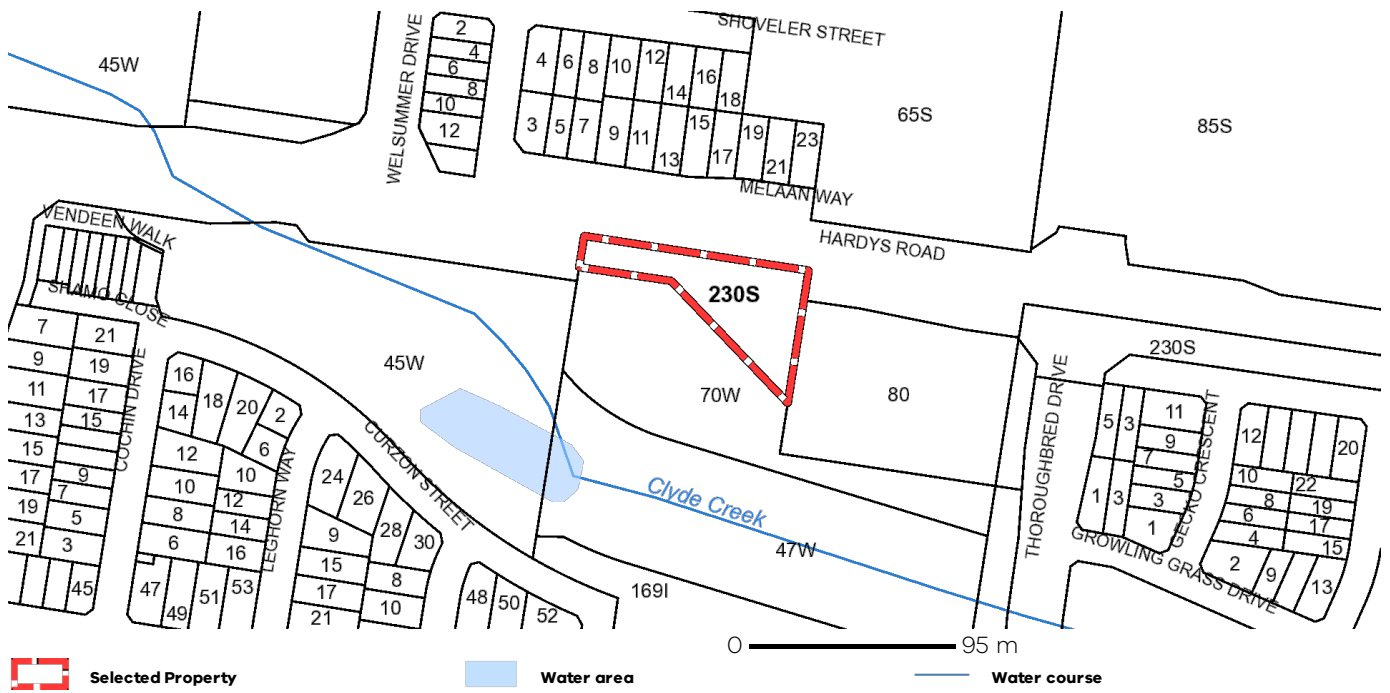 SHOVELER STREET
2
4
6
8
10
12
WELSUMMER DRIVE
45W
4 6 8 10 12 14 16 18
3 5 7 9 11 13 15 17 19 21 23
65S
85S
MELAAN WAY
HARDYS ROAD
VENDEEN WALK
SHAMO CLOSE
230S
230S
45W
70W
80
7 21
9 19
11 17
13 15
15
17 9
19 7
21 5
3
45
COCHIN DRIVE
16
14
18
20
2
6
12
10
10
12
8
14
6
16
47
49
51
53
LEGHORN WAY
CURZON STREET
24
26
28
30
9
15
17
21
8
10
48
50
52
Clyde Creek
47W
169I
THOROUGHBRED DRIVE
5 3
1 3
11
9
7
5
3
1
GECKO CRESCENT
GROWLING GRASS DRIVE
12
20
10
22
8
19
6
17
4
15
2
9
13
0 95 m
Selected Property
Water area
Water course